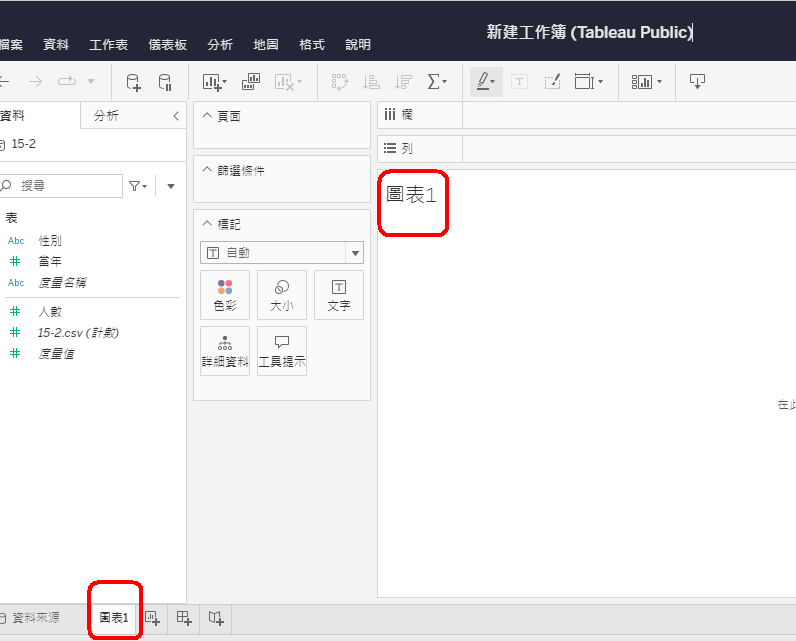 新建工作簿 (Tableau Public)
檔案 資料 工作表 儀表板 分析 地圖 格式 說明
資料 分析
15-2
搜尋
表
Abc 性別
# 當年
Abc 度量名稱
# 人數
# 15-2.csv (計數)
# 度量值
頁面
篩選條件
標記
自動
色彩 大小 文字
詳細資料 工具提示
欄
列
圖表1
在此
資料來源 圖表1